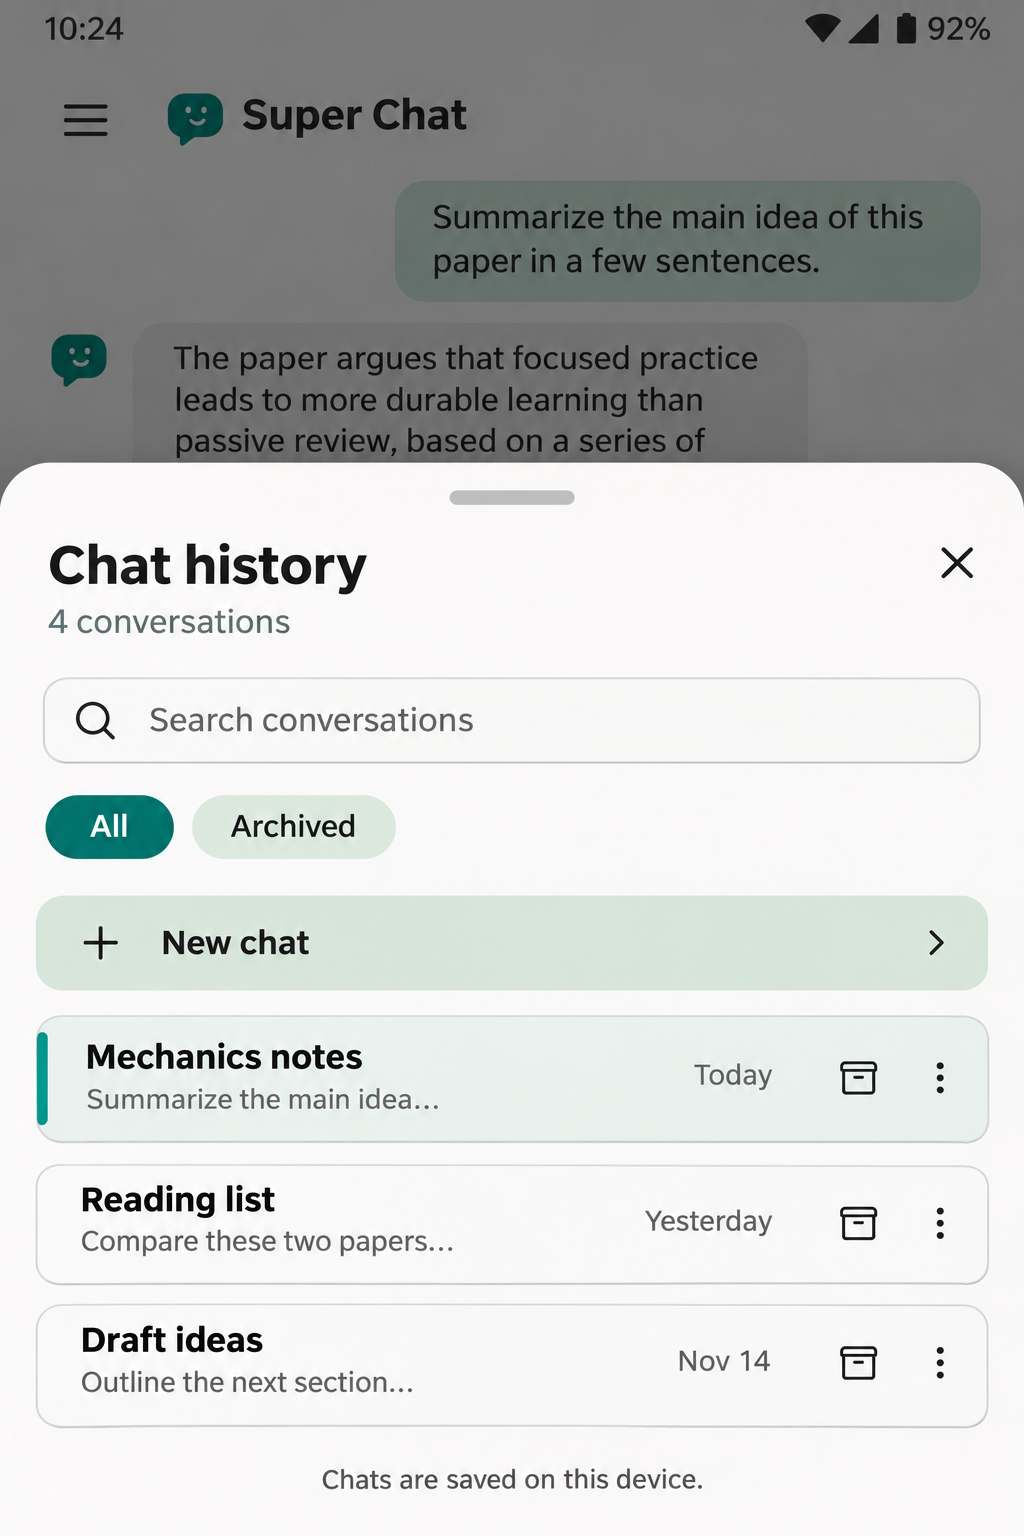 10:24
92%
Super Chat
Summarize the main idea of this
paper in a few sentences.
The paper argues that focused practice
leads to more durable learning than
passive review, based on a series of
Chat history
4 conversations
Search conversations
All
Archived
New chat
Mechanics notes
Summarize the main idea...
Today
Reading list
Compare these two papers...
Yesterday
Draft ideas
Outline the next section...
Nov 14
Chats are saved on this device.